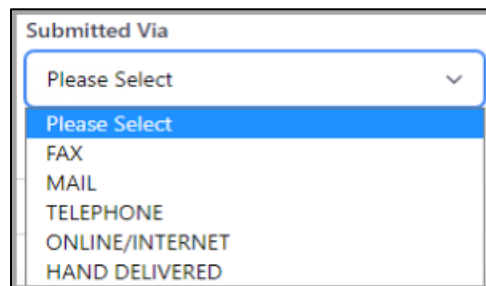 Submitted Via
Please Select
Please Select
FAX
MAIL
TELEPHONE
ONLINE/INTERNET
HAND DELIVERED